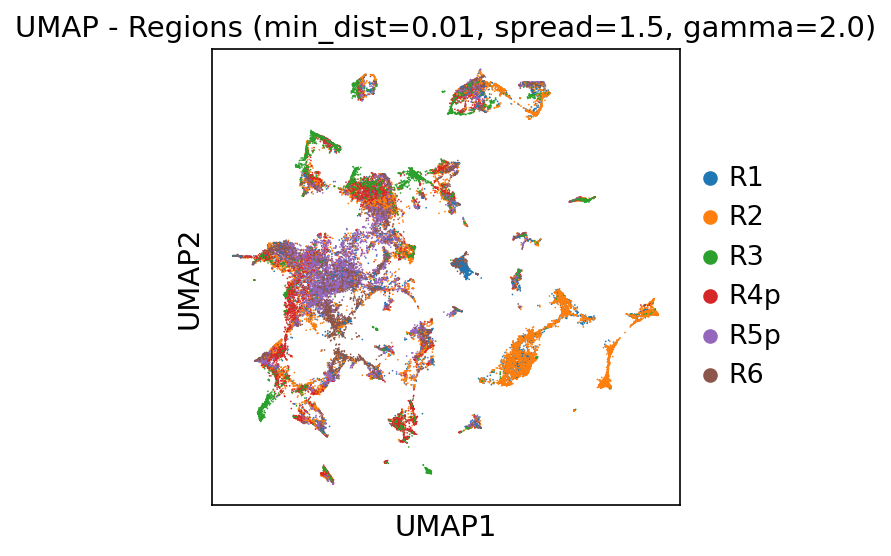 UMAP - Regions (min_dist=0.01, spread=1.5, gamma=2.0)
UMAP2
R1
R2
R3
R4p
R5p
R6
UMAP1